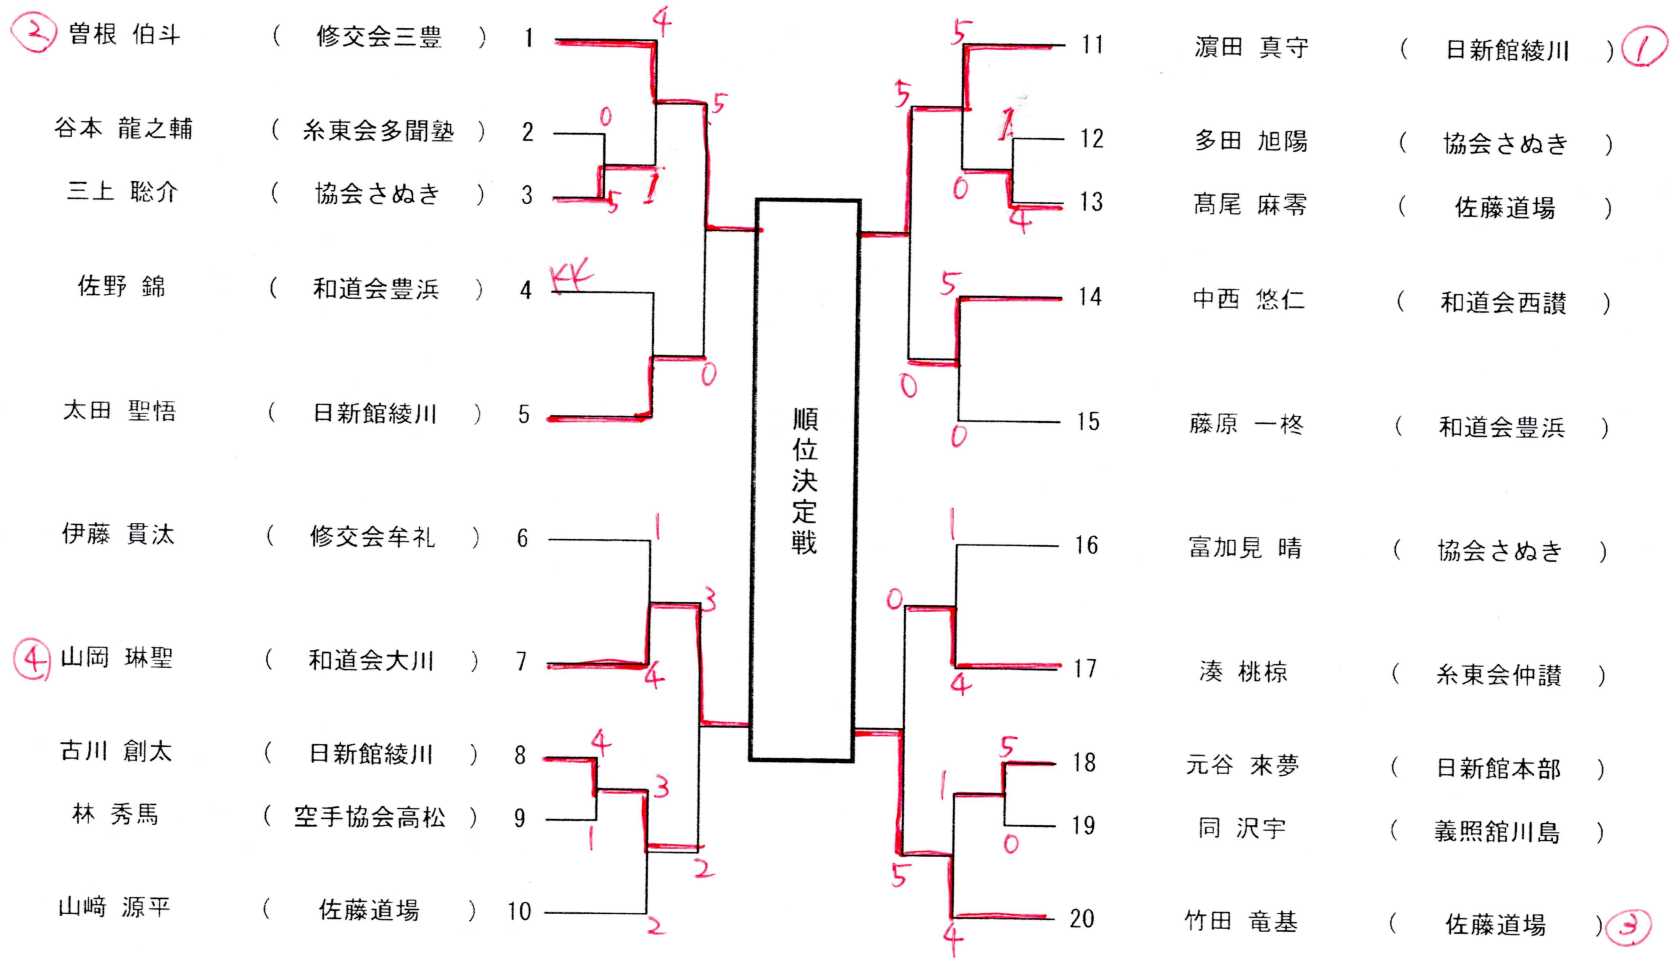 ② 曽根 伯斗 ( 修交会三豊 ) 1 4
谷本 龍之輔 ( 糸東会多聞塾 ) 2 0 5
三上 聡介 ( 協会さぬき ) 3 5 1
佐野 錦 ( 和道会豊浜 ) 4 KK
太田 聖悟 ( 日新館綾川 ) 5 0
伊藤 貫汰 ( 修交会牟礼 ) 6 1
④ 山岡 琳聖 ( 和道会大川 ) 7 4 3
古川 創太 ( 日新館綾川 ) 8 4 3
林 秀馬 ( 空手協会高松 ) 9 1 2
山﨑 源平 ( 佐藤道場 ) 10 2
順位決定戦
5 11 濵田 真守 ( 日新館綾川 ) ①
5 1 12 多田 旭陽 ( 協会さぬき )
0 4 13 髙尾 麻零 ( 佐藤道場 )
5 14 中西 悠仁 ( 和道会西讃 )
0 0 15 藤原 一柊 ( 和道会豊浜 )
1 16 富加見 晴 ( 協会さぬき )
0 4 17 湊 桃椋 ( 糸東会仲讃 )
1 5 18 元谷 來夢 ( 日新館本部 )
0 19 同 沢宇 ( 義照舘川島 )
5 4 20 竹田 竜基 ( 佐藤道場 ) ③